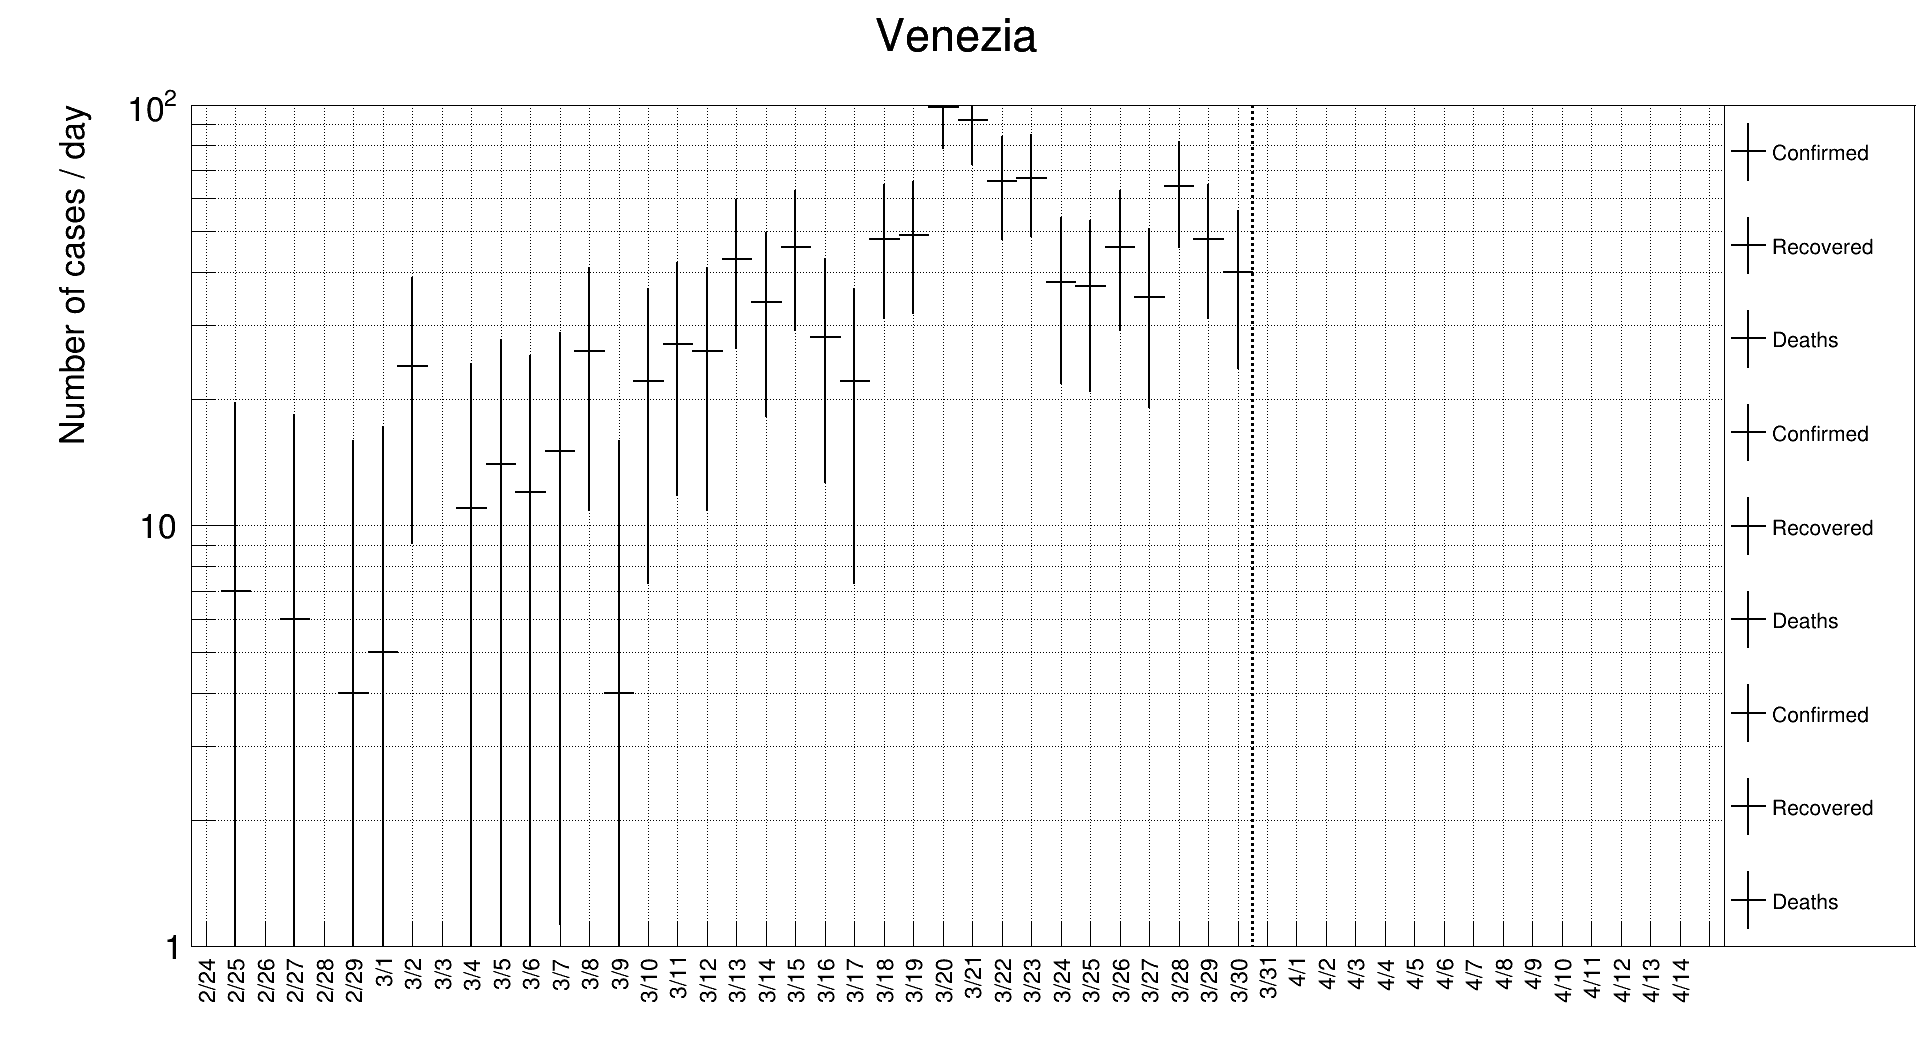 Venezia
Number of cases / day
10²
10
1
2/24 2/25 2/26 2/27 2/28 2/29 3/1 3/2 3/3 3/4 3/5 3/6 3/7 3/8 3/9 3/10 3/11 3/12 3/13 3/14 3/15 3/16 3/17 3/18 3/19 3/20 3/21 3/22 3/23 3/24 3/25 3/26 3/27 3/28 3/29 3/30 3/31 4/1 4/2 4/3 4/4 4/5 4/6 4/7 4/8 4/9 4/10 4/11 4/12 4/13 4/14
Confirmed
Recovered
Deaths
Confirmed
Recovered
Deaths
Confirmed
Recovered
Deaths